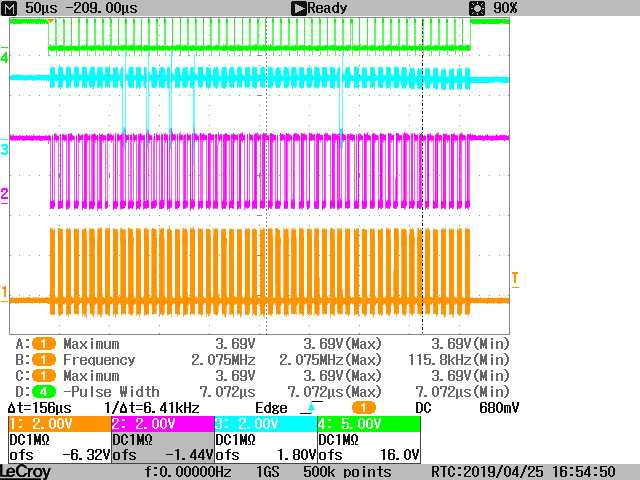 M 50µs -209.00µs Ready 90%
4
3
2
1
T
A: 1 Maximum 3.69V 3.69V(Max) 3.69V(Min)
B: 1 Frequency 2.075MHz 2.075MHz(Max) 115.8kHz(Min)
C: 1 Maximum 3.69V 3.69V(Max) 3.69V(Min)
D: 4 -Pulse Width 7.072µs 7.072µs(Max) 7.072µs(Min)
Δt=156µs 1/Δt=6.41kHz Edge 1 DC 680mV
1: 2.00V 2: 2.00V 3: 2.00V 4: 5.00V
DC1MΩ DC1MΩ DC1MΩ DC1MΩ
ofs -6.32V ofs -1.44V ofs 1.80V ofs 16.0V
LeCroy f:0.00000Hz 1GS 500k points RTC:2019/04/25 16:54:50